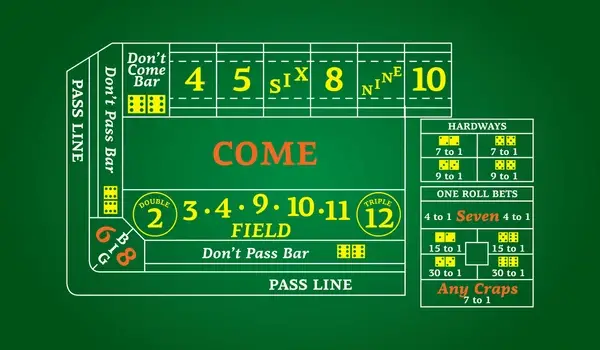 Don't
Come
Bar
4
5
SIX
8
NINE
10
PASS LINE
Don't Pass Bar
COME
DOUBLE
2
3 · 4 · 9 · 10 · 11
FIELD
TRIPLE
12
6 8
BIG
Don't Pass Bar
PASS LINE
HARDWAYS
7 to 1
7 to 1
9 to 1
9 to 1
ONE ROLL BETS
4 to 1 Seven 4 to 1
15 to 1
15 to 1
30 to 1
30 to 1
Any Craps
7 to 1